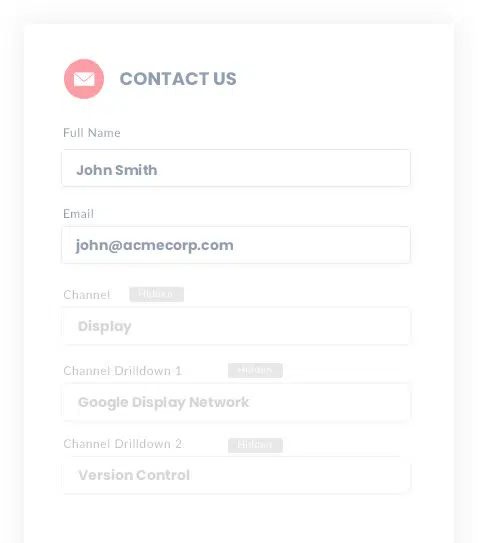 CONTACT US
Full Name
John Smith
Email
john@acmecorp.com
Channel Hidden
Display
Channel Drilldown 1 Hidden
Google Display Network
Channel Drilldown 2 Hidden
Version Control